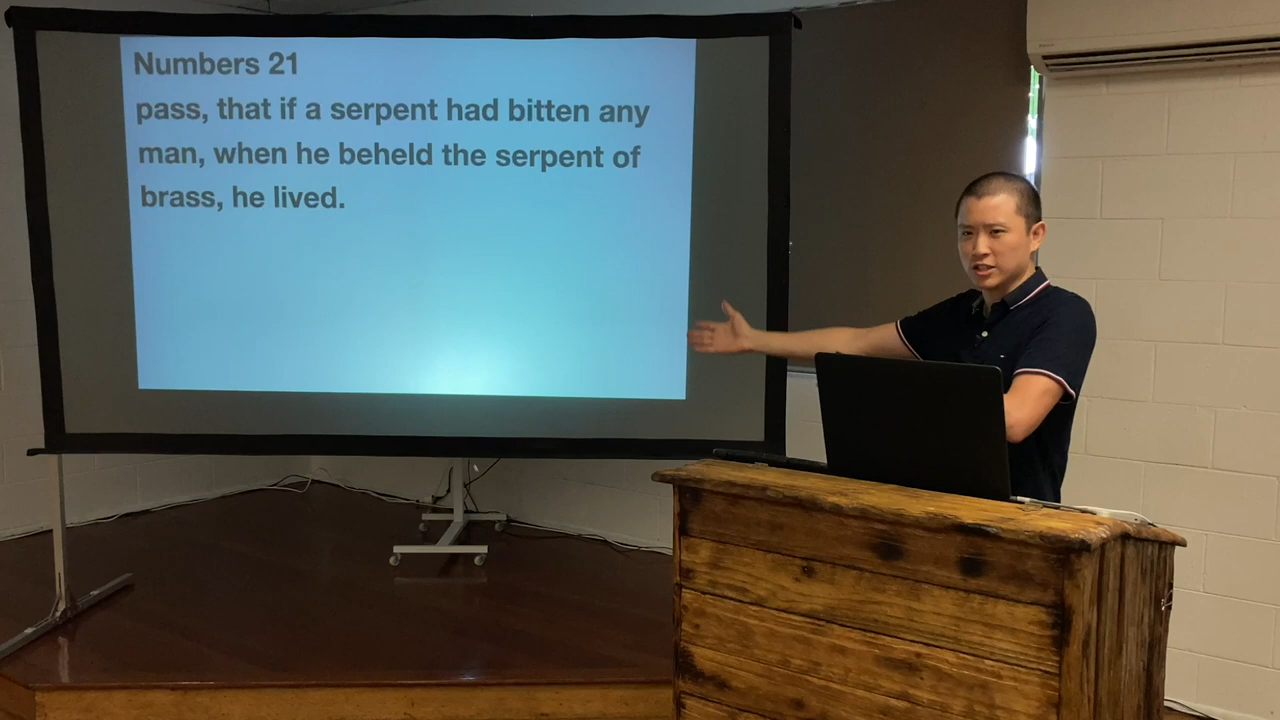 Numbers 21
pass, that if a serpent had bitten any
man, when he beheld the serpent of
brass, he lived.